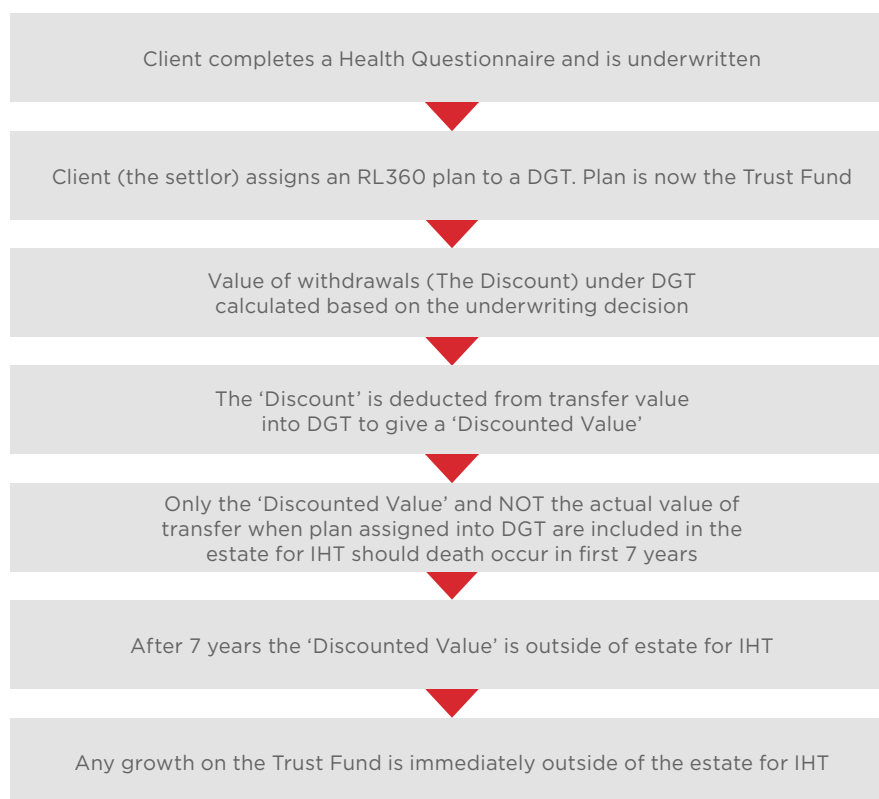 Client completes a Health Questionnaire and is underwritten
Client (the settlor) assigns an RL360 plan to a DGT. Plan is now the Trust Fund
Value of withdrawals (The Discount) under DGT
calculated based on the underwriting decision
The ‘Discount’ is deducted from transfer value
into DGT to give a ‘Discounted Value’
Only the ‘Discounted Value’ and NOT the actual value of
transfer when plan assigned into DGT are included in the
estate for IHT should death occur in first 7 years
After 7 years the ‘Discounted Value’ is outside of estate for IHT
Any growth on the Trust Fund is immediately outside of the estate for IHT